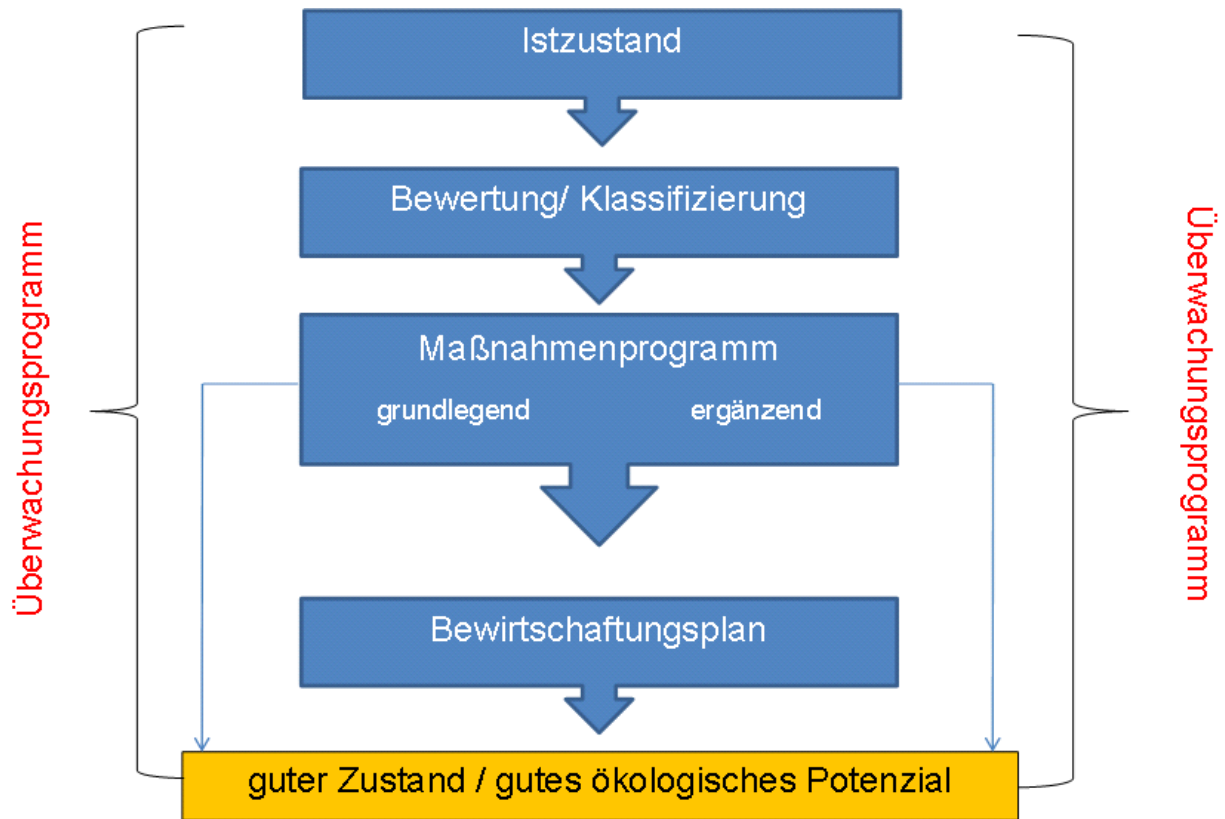 Istzustand
Bewertung/ Klassifizierung
Maßnahmenprogramm
grundlegend ergänzend
Bewirtschaftungsplan
guter Zustand / gutes ökologisches Potenzial
Überwachungsprogramm
Überwachungsprogramm